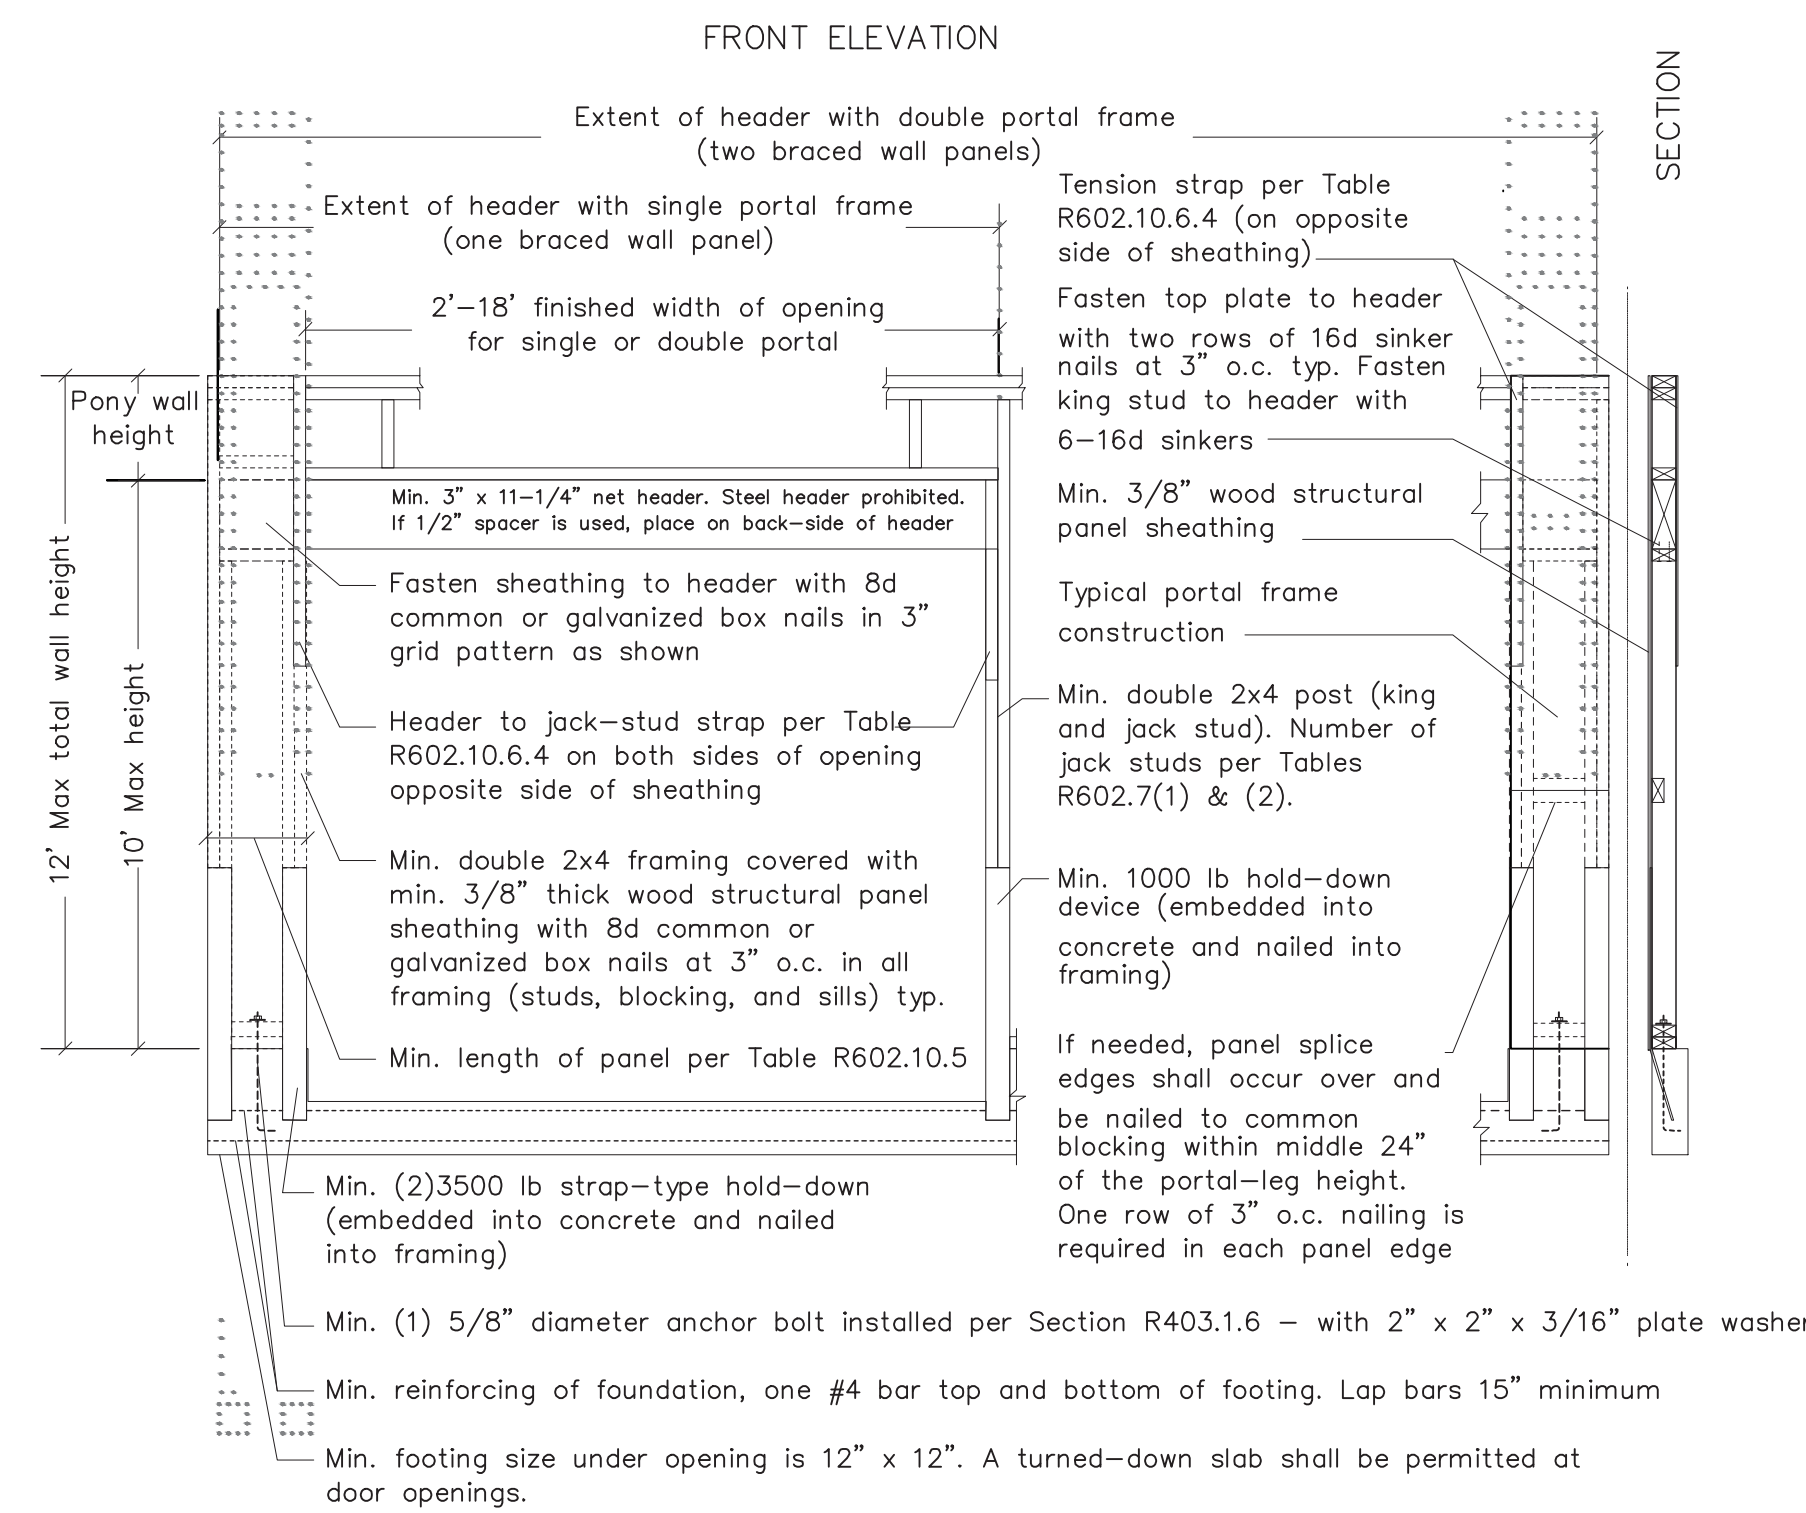 FRONT ELEVATION
SECTION
Extent of header with double portal frame
(two braced wall panels)
Extent of header with single portal frame
(one braced wall panel)
2’–18’ finished width of opening
for single or double portal
Pony wall
height
12’ Max total wall height
10’ Max height
Min. 3” x 11–1/4” net header. Steel header prohibited.
If 1/2” spacer is used, place on back–side of header
Fasten sheathing to header with 8d
common or galvanized box nails in 3”
grid pattern as shown
Header to jack–stud strap per Table
R602.10.6.4 on both sides of opening
opposite side of sheathing
Min. double 2x4 framing covered with
min. 3/8” thick wood structural panel
sheathing with 8d common or
galvanized box nails at 3” o.c. in all
framing (studs, blocking, and sills) typ.
Min. length of panel per Table R602.10.5
Min. (2)3500 lb strap–type hold–down
(embedded into concrete and nailed
into framing)
Tension strap per Table
R602.10.6.4 (on opposite
side of sheathing)
Fasten top plate to header
with two rows of 16d sinker
nails at 3” o.c. typ. Fasten
king stud to header with
6–16d sinkers
Min. 3/8” wood structural
panel sheathing
Typical portal frame
construction
Min. double 2x4 post (king
and jack stud). Number of
jack studs per Tables
R602.7(1) & (2).
Min. 1000 lb hold–down
device (embedded into
concrete and nailed into
framing)
If needed, panel splice
edges shall occur over and
be nailed to common
blocking within middle 24”
of the portal–leg height.
One row of 3” o.c. nailing is
required in each panel edge
Min. (1) 5/8” diameter anchor bolt installed per Section R403.1.6 – with 2” x 2” x 3/16” plate washer
Min. reinforcing of foundation, one #4 bar top and bottom of footing. Lap bars 15” minimum
Min. footing size under opening is 12” x 12”. A turned–down slab shall be permitted at
door openings.